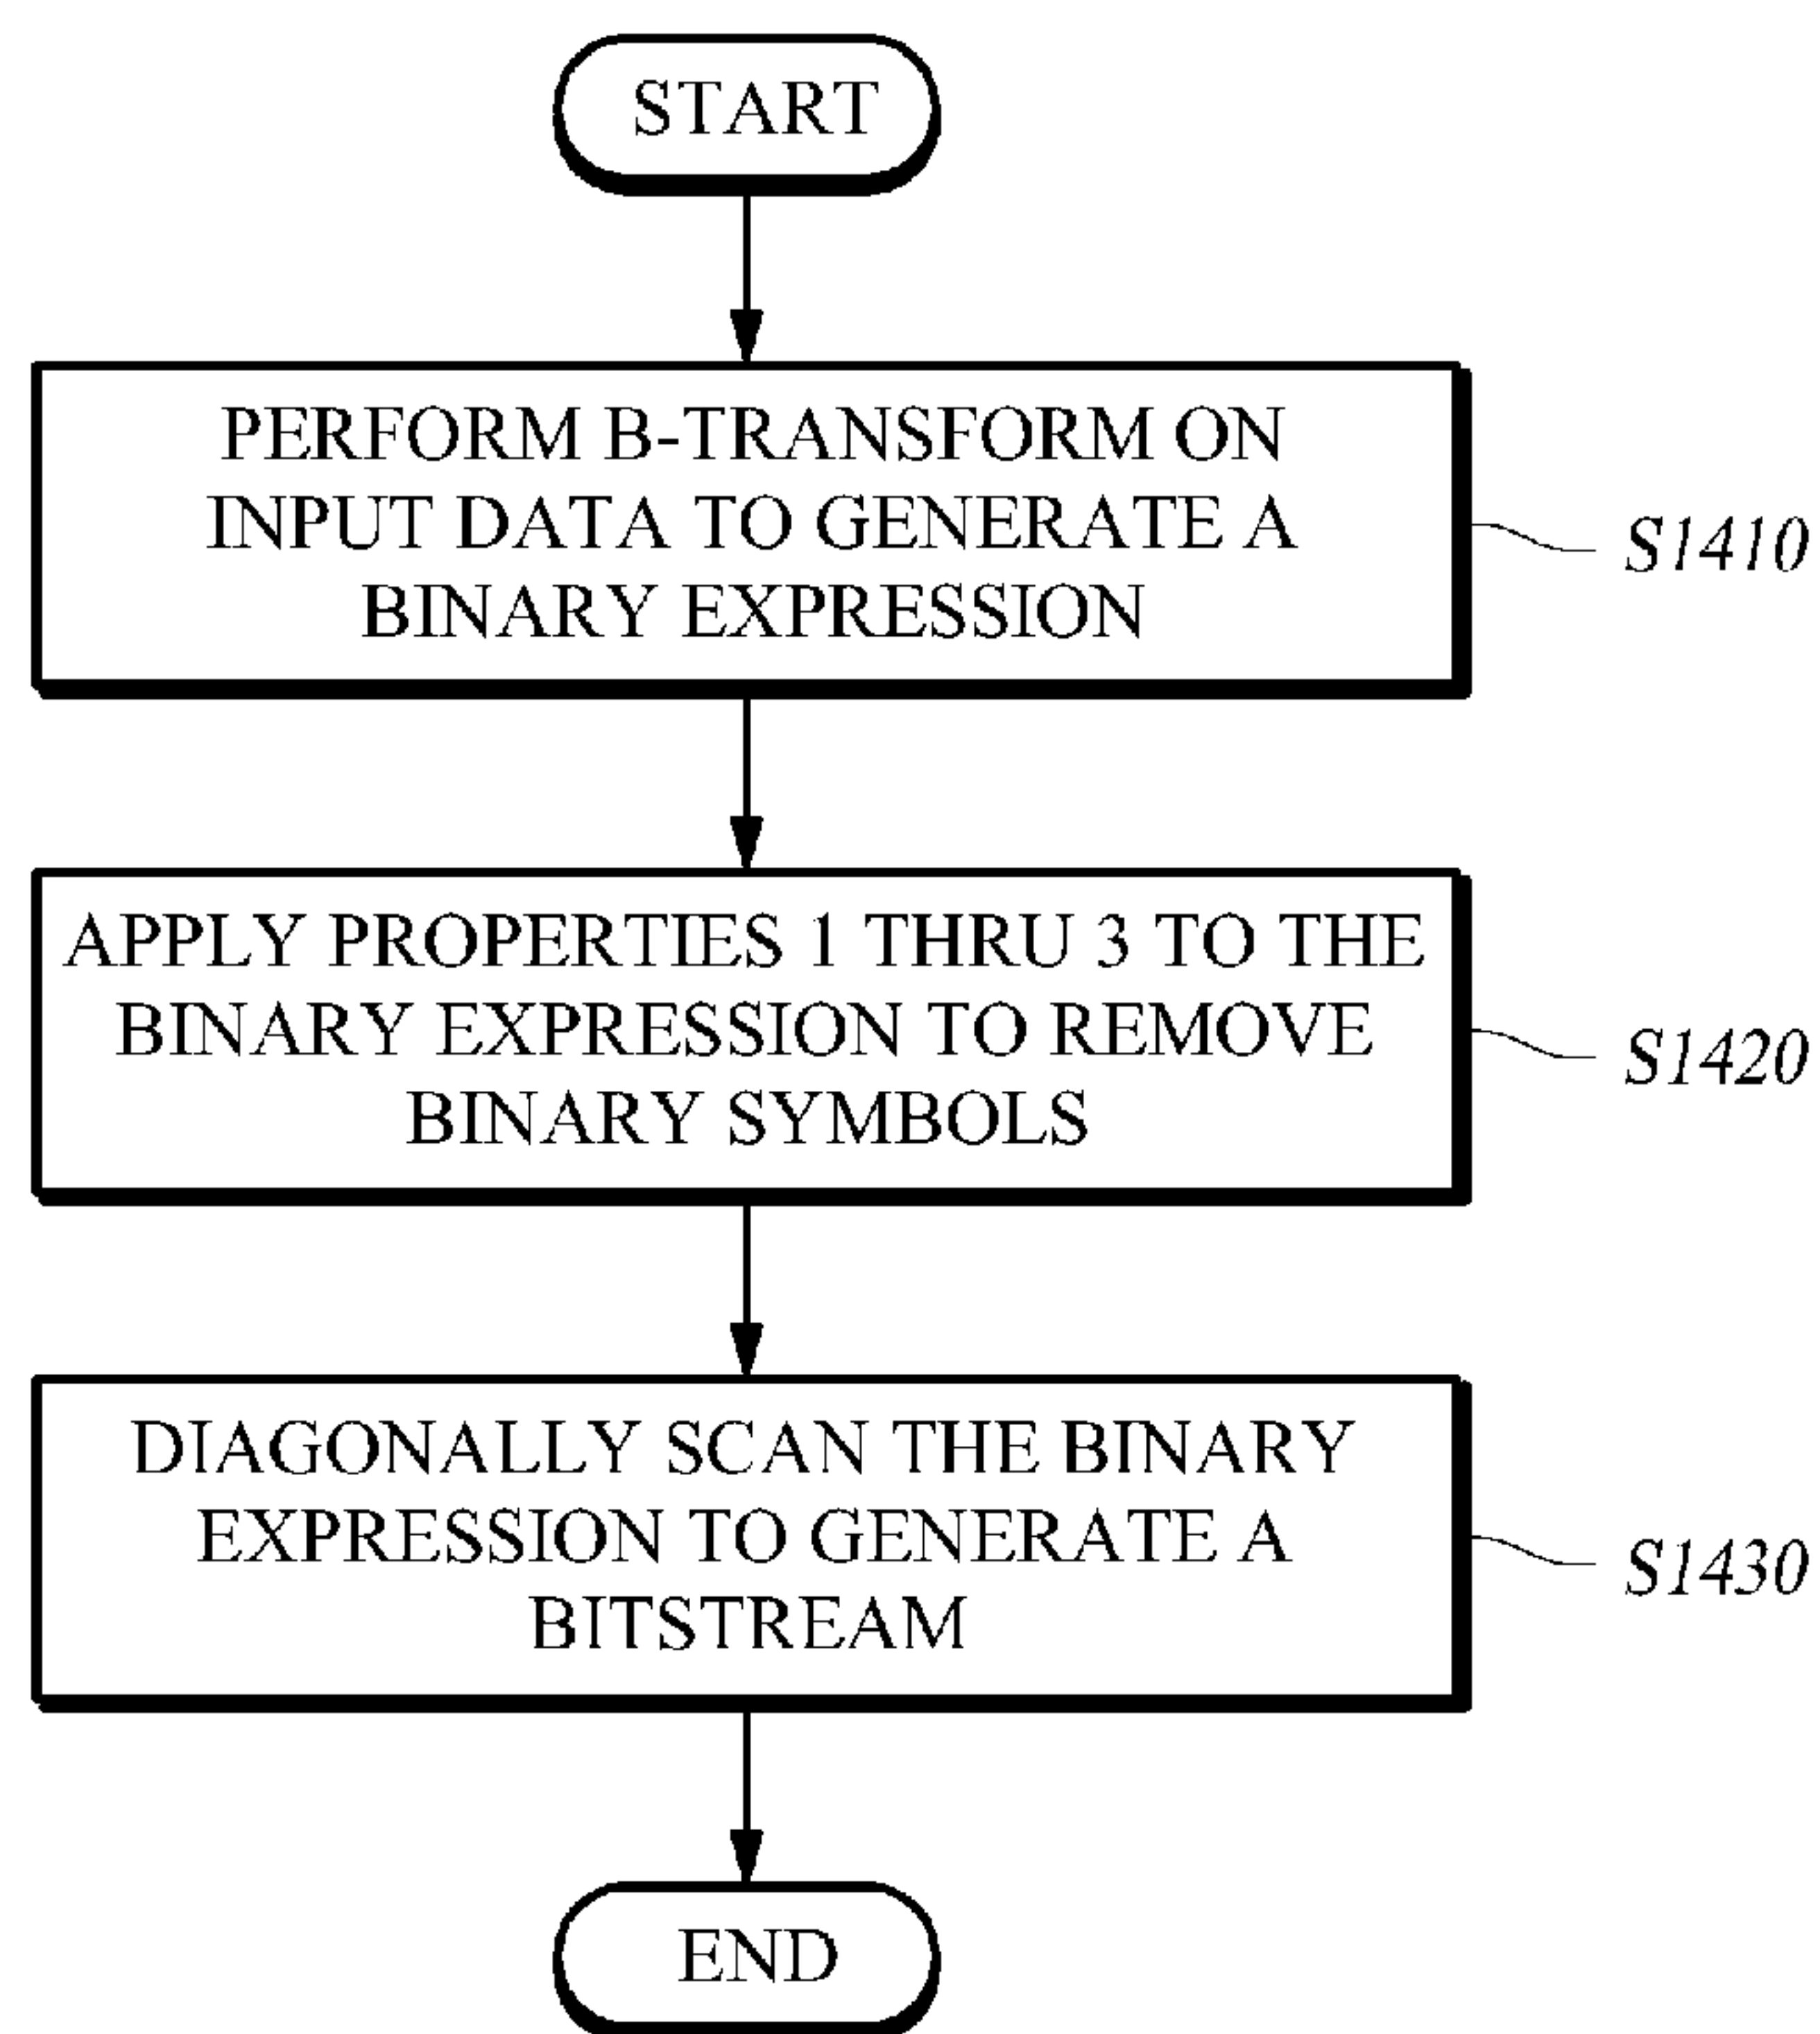 START
PERFORM B-TRANSFORM ON
INPUT DATA TO GENERATE A
BINARY EXPRESSION
S1410
APPLY PROPERTIES 1 THRU 3 TO THE
BINARY EXPRESSION TO REMOVE
BINARY SYMBOLS
S1420
DIAGONALLY SCAN THE BINARY
EXPRESSION TO GENERATE A
BITSTREAM
S1430
END